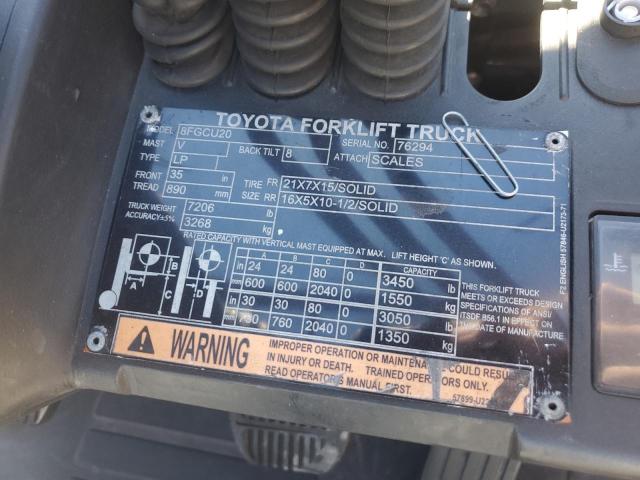 TOYOTA FORKLIFT TRUCK
MODEL 8FGCU20 SERIAL NO. 76294
MAST V BACK TILT 8 ATTACH SCALES
TYPE LP
FRONT TREAD 35 in 890 mm
TIRE SIZE FR 21X7X15/SOLID
RR 16X5X10-1/2/SOLID
TRUCK WEIGHT 7206 lb
ACCURACY±5% 3268 kg
RATED CAPACITY WITH VERTICAL MAST EQUIPPED AT MAX. LIFT HEIGHT 'C' AS SHOWN.
A B C D CAPACITY
in 24 24 80 0 3450 lb
mm 600 600 2040 0 1550 kg
in 30 30 80 0 3050 lb
mm 760 2040 0 1350 kg
A B C D
THIS FORKLIFT TRUCK
MEETS OR EXCEEDS DESIGN
SPECIFICATIONS OF ANSI/
ITSDF B56.1 IN EFFECT ON
DATE OF MANUFACTURE
F2 ENGLISH 57846-U2173-71
WARNING
IMPROPER OPERATION OR MAINTENANCE COULD RESULT
IN INJURY OR DEATH. TRAINED OPERATORS ONLY.
READ OPERATOR'S MANUAL FIRST.